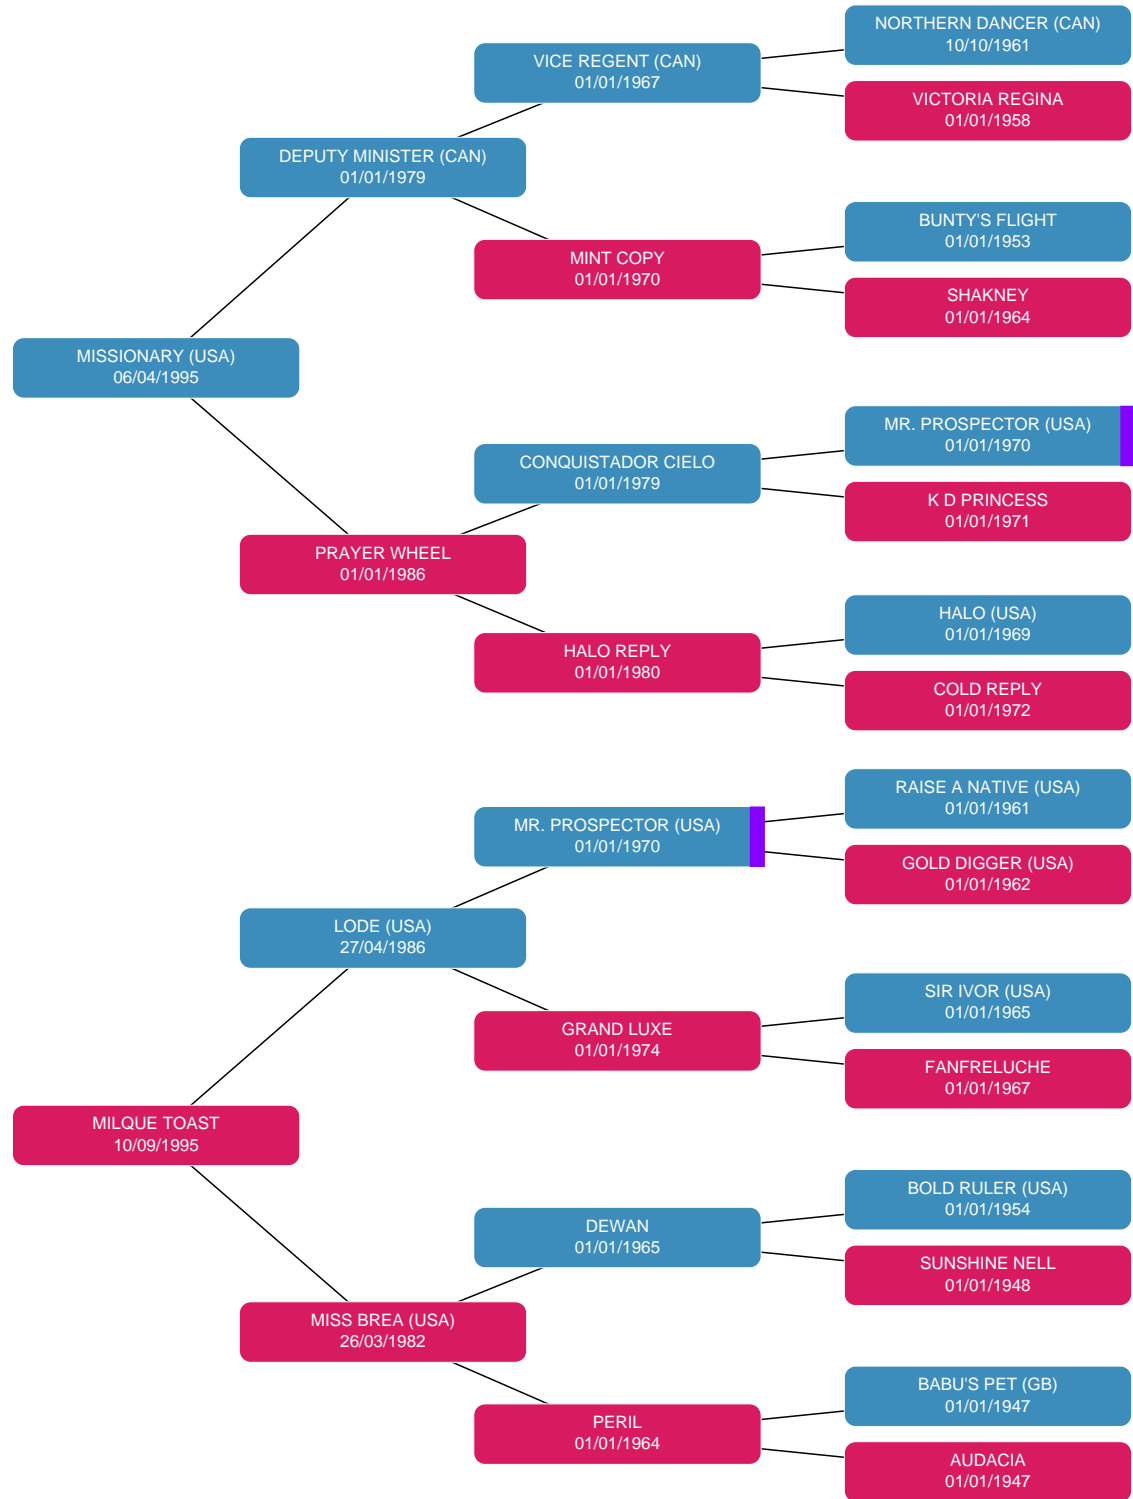 NORTHERN DANCER (CAN)
10/10/1961
VICE REGENT (CAN)
01/01/1967
VICTORIA REGINA
01/01/1958
DEPUTY MINISTER (CAN)
01/01/1979
BUNTY'S FLIGHT
01/01/1953
MINT COPY
01/01/1970
SHAKNEY
01/01/1964
MISSIONARY (USA)
06/04/1995
MR. PROSPECTOR (USA)
01/01/1970
CONQUISTADOR CIELO
01/01/1979
K D PRINCESS
01/01/1971
PRAYER WHEEL
01/01/1986
HALO (USA)
01/01/1969
HALO REPLY
01/01/1980
COLD REPLY
01/01/1972
RAISE A NATIVE (USA)
01/01/1961
MR. PROSPECTOR (USA)
01/01/1970
GOLD DIGGER (USA)
01/01/1962
LODE (USA)
27/04/1986
SIR IVOR (USA)
01/01/1965
GRAND LUXE
01/01/1974
FANFRELUCHE
01/01/1967
MILQUE TOAST
10/09/1995
BOLD RULER (USA)
01/01/1954
DEWAN
01/01/1965
SUNSHINE NELL
01/01/1948
MISS BREA (USA)
26/03/1982
BABU'S PET (GB)
01/01/1947
PERIL
01/01/1964
AUDACIA
01/01/1947